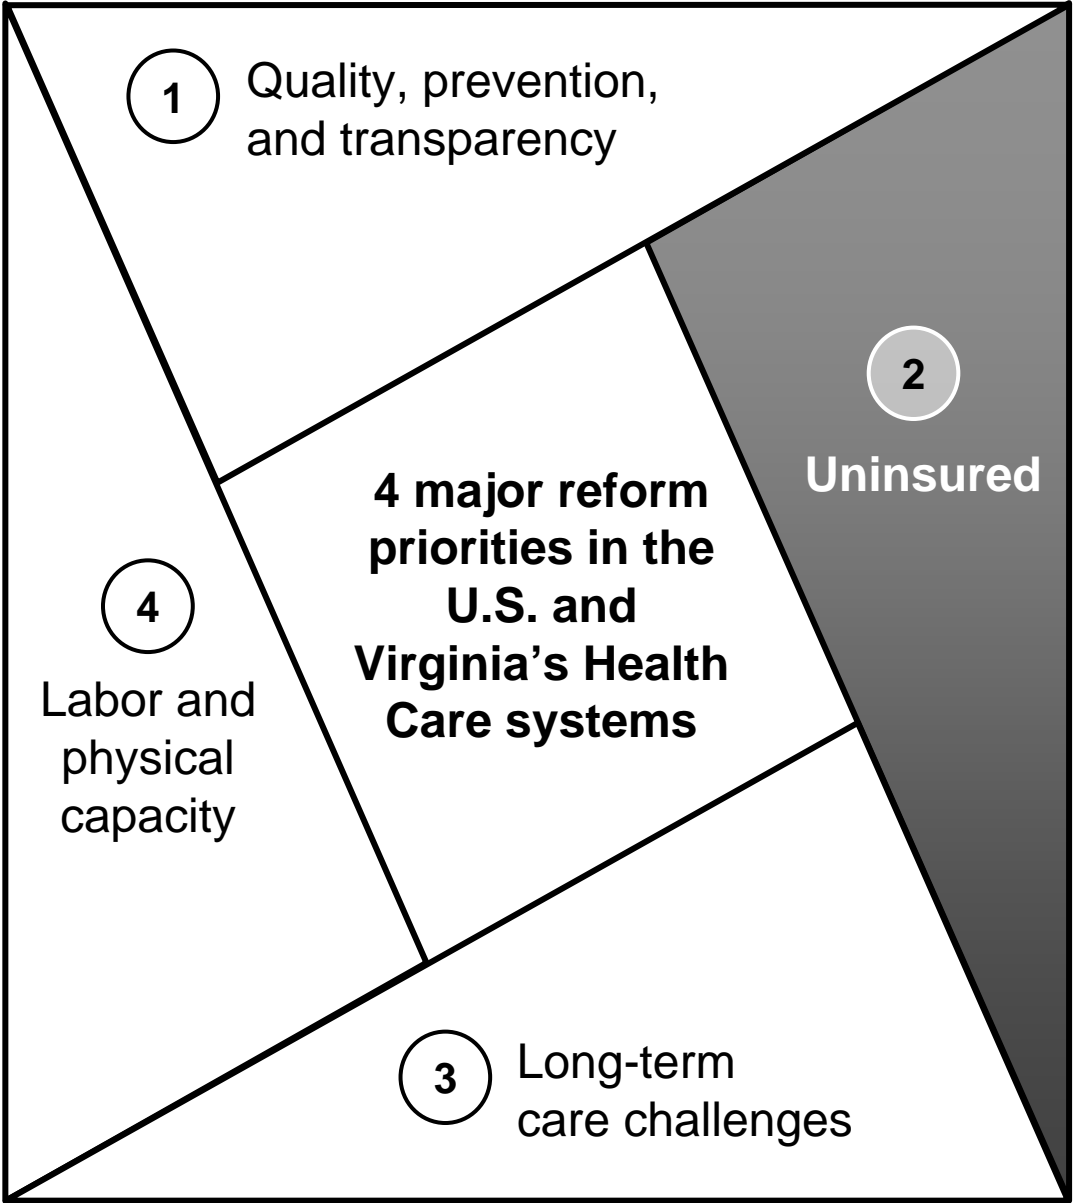 1
Quality, prevention,
and transparency
2
Uninsured
4 major reform
priorities in the
U.S. and
Virginia’s Health
Care systems
4
Labor and
physical
capacity
3
Long-term
care challenges